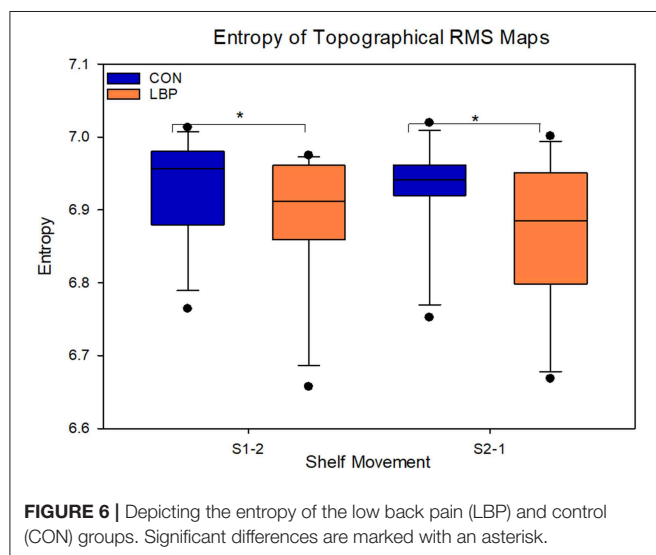 Entropy of Topographical RMS Maps
7.1
CON
LBP
*
*
7.0
6.9
6.8
6.7
6.6
Entropy
S1-2
S2-1
Shelf Movement
FIGURE 6 | Depicting the entropy of the low back pain (LBP) and control
(CON) groups. Significant differences are marked with an asterisk.